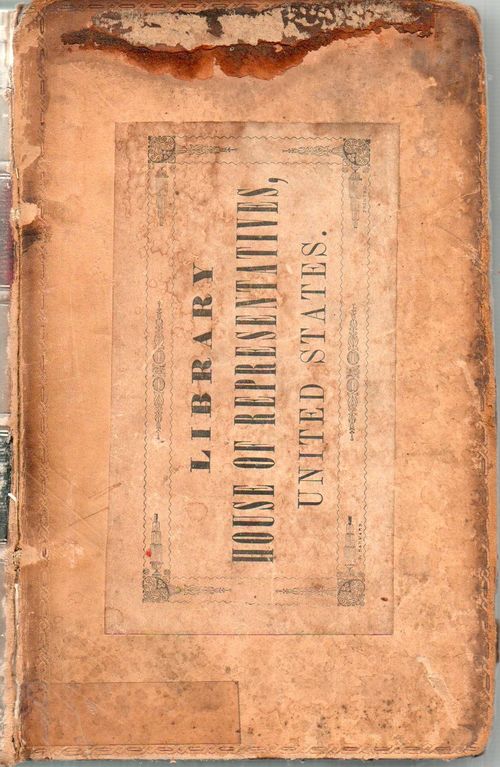 LIBRARY
HOUSE OF REPRESENTATIVES,
UNITED STATES.